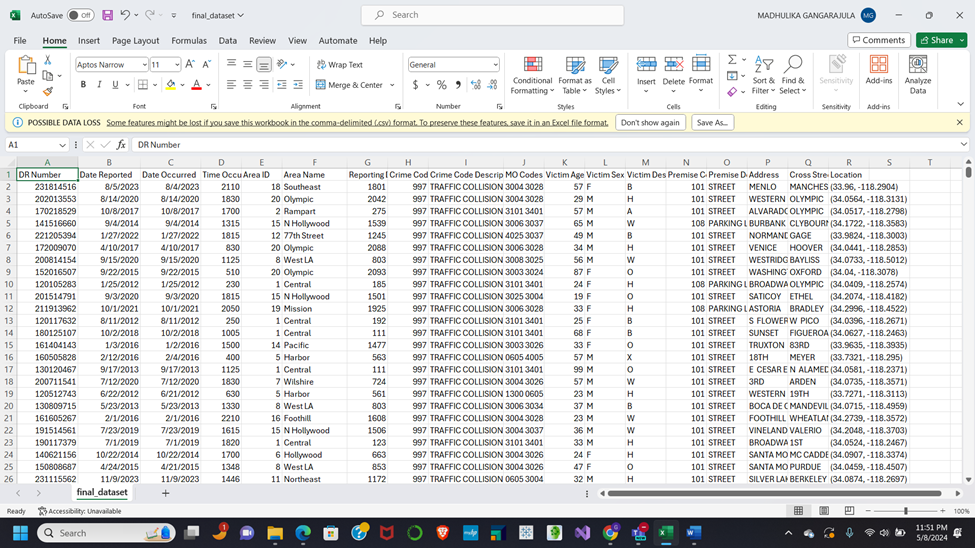 AutoSave Off final_dataset Search MADHULIKA GANGARAJULA MG
File Home Insert Page Layout Formulas Data Review View Automate Help Comments Share
Paste Aptos Narrow 11 Wrap Text General Conditional Format as Cell Insert Delete Format Sort & Find & Sensitivity Add-ins Analyze
B I U Merge & Center $ % Formatting Table Styles Filter Select Data
Clipboard Font Alignment Number Styles Cells Editing Sensitivity Add-ins
POSSIBLE DATA LOSS Some features might be lost if you save this workbook in the comma-delimited (.csv) format. To preserve these features, save it in an Excel file format. Don't show again Save As...
A1 fx DR Number
A B C D E F G H I J K L M N O P Q R S T
1 DR Number Date Reported Date Occurred Time Occu Area ID Area Name Reporting D Crime Cod Crime Code Descrip MO Codes Victim Age Victim Sex Victim Des Premise C Premise D Address Cross Stre Location
2 231814516 8/5/2023 8/4/2023 2110 18 Southeast 1801 997 TRAFFIC COLLISION 3004 3028 57 F B 101 STREET MENLO MANCHES (33.96, -118.2904)
3 202013553 8/14/2020 8/14/2020 1830 20 Olympic 2042 997 TRAFFIC COLLISION 3004 3028 29 M H 101 STREET WESTERN OLYMPIC (34.0564, -118.3131)
4 170218529 10/8/2017 10/8/2017 1700 2 Rampart 275 997 TRAFFIC COLLISION 3101 3401 57 M A 101 STREET ALVARADO OLYMPIC (34.0517, -118.2798)
5 141516660 9/4/2014 9/4/2014 1315 15 N Hollywood 1539 997 TRAFFIC COLLISION 3006 3037 65 M W 108 PARKING L BURBANK CLYBOURN (34.1722, -118.3583)
6 221205394 1/27/2022 1/27/2022 1815 12 77th Street 1245 997 TRAFFIC COLLISION 4025 3037 49 M B 101 STREET NORMANE GAGE (33.9824, -118.3003)
7 172009070 4/10/2017 4/10/2017 830 20 Olympic 2088 997 TRAFFIC COLLISION 3006 3028 34 M H 101 STREET VENICE HOOVER (34.0441, -118.2853)
8 200814154 9/15/2020 9/15/2020 1125 8 West LA 803 997 TRAFFIC COLLISION 3008 3025 56 M W 101 STREET WESTRIDG BAYLISS (34.0733, -118.5012)
9 152016507 9/22/2015 9/22/2015 510 20 Olympic 2093 997 TRAFFIC COLLISION 3003 3024 87 F O 101 STREET WASHING OXFORD (34.04, -118.3078)
10 120105283 1/25/2012 1/25/2012 230 1 Central 185 997 TRAFFIC COLLISION 3101 3401 24 F H 108 PARKING L BROADWA OLYMPIC (34.0409, -118.2574)
11 201514791 9/3/2020 9/3/2020 1815 15 N Hollywood 1501 997 TRAFFIC COLLISION 3025 3004 19 F O 101 STREET SATICOY ETHEL (34.2074, -118.4182)
12 211913962 10/1/2021 10/1/2021 2050 19 Mission 1925 997 TRAFFIC COLLISION 3006 3028 33 F H 108 PARKING L ASTORIA BRADLEY (34.2996, -118.4522)
13 120117632 8/11/2012 8/11/2012 250 1 Central 192 997 TRAFFIC COLLISION 3101 3401 25 F B 101 STREET S FLOWER W PICO (34.0396, -118.2671)
14 180125107 10/2/2018 10/2/2018 1005 1 Central 111 997 TRAFFIC COLLISION 3101 3401 68 F B 101 STREET SUNSET FIGUEROA (34.0627, -118.2463)
15 161404143 1/3/2016 1/2/2016 1500 14 Pacific 1477 997 TRAFFIC COLLISION 3003 3026 33 F O 101 STREET TRUXTON 83RD (33.9635, -118.3935)
16 160505828 2/12/2016 2/4/2016 400 5 Harbor 563 997 TRAFFIC COLLISION 0605 4005 57 M X 101 STREET 18TH MEYER (33.7321, -118.295)
17 130120467 9/17/2013 9/13/2013 1125 1 Central 111 997 TRAFFIC COLLISION 3101 3401 99 M O 101 STREET E CESAR E N ALAMED (34.0581, -118.2371)
18 200711541 7/12/2020 7/12/2020 1830 7 Wilshire 724 997 TRAFFIC COLLISION 3004 3026 57 M W 101 STREET 3RD ARDEN (34.0735, -118.3571)
19 120512743 6/22/2012 6/21/2012 630 5 Harbor 561 997 TRAFFIC COLLISION 1300 0605 23 M H 101 STREET WESTERN 19TH (33.7271, -118.3113)
20 130809715 5/23/2013 5/23/2013 1330 8 West LA 803 997 TRAFFIC COLLISION 3006 3034 37 M B 101 STREET BOCA DE C MANDEVIL (34.0715, -118.4959)
21 161605267 2/1/2016 2/1/2016 2210 16 Foothill 1608 997 TRAFFIC COLLISION 3004 3028 23 M W 101 STREET FOOTHILL WHEATLAI (34.2739, -118.3572)
22 191514561 7/23/2019 7/23/2019 1615 15 N Hollywood 1506 997 TRAFFIC COLLISION 3004 3037 36 M W 101 STREET VINELAND VALERIO (34.2048, -118.3703)
23 190117379 7/1/2019 7/1/2019 1820 1 Central 123 997 TRAFFIC COLLISION 3101 3401 33 M H 101 STREET BROADWA 1ST (34.0524, -118.2467)
24 140621156 10/22/2014 10/22/2014 1700 6 Hollywood 663 997 TRAFFIC COLLISION 3004 3026 24 F H 101 STREET SANTA MO MC CADDE (34.0907, -118.3374)
25 150808687 4/24/2015 4/21/2015 1348 8 West LA 853 997 TRAFFIC COLLISION 3004 3026 47 F O 101 STREET SANTA MO PURDUE (34.0459, -118.4507)
26 231115562 11/9/2023 11/9/2023 1446 11 Northeast 1172 997 TRAFFIC COLLISION 3004 3026 55 M H 101 STREET SILVER LAK BERKELEY (34.0874, -118.2697)
final_dataset
Ready Accessibility: Unavailable 100%
Search 11:51 PM
5/8/2024